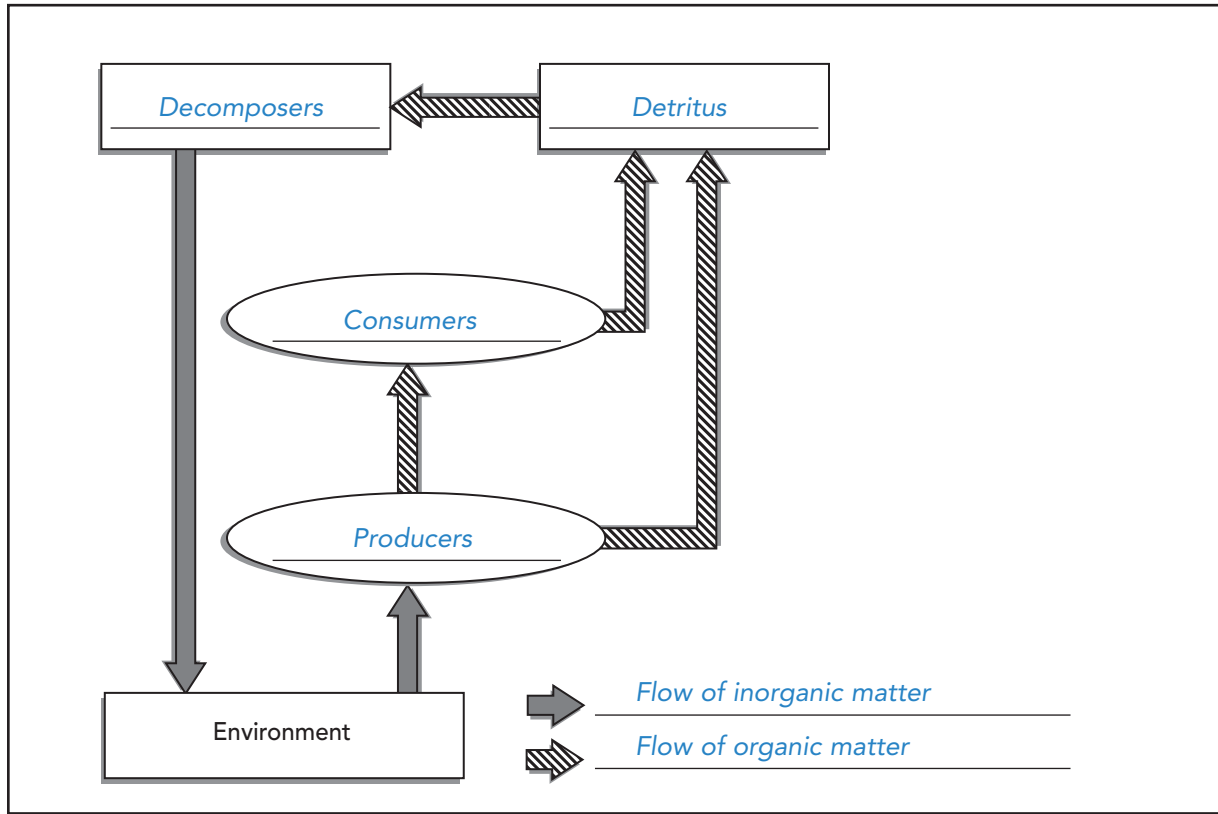 Decomposers
Detritus
Consumers
Producers
Environment
Flow of inorganic matter
Flow of organic matter